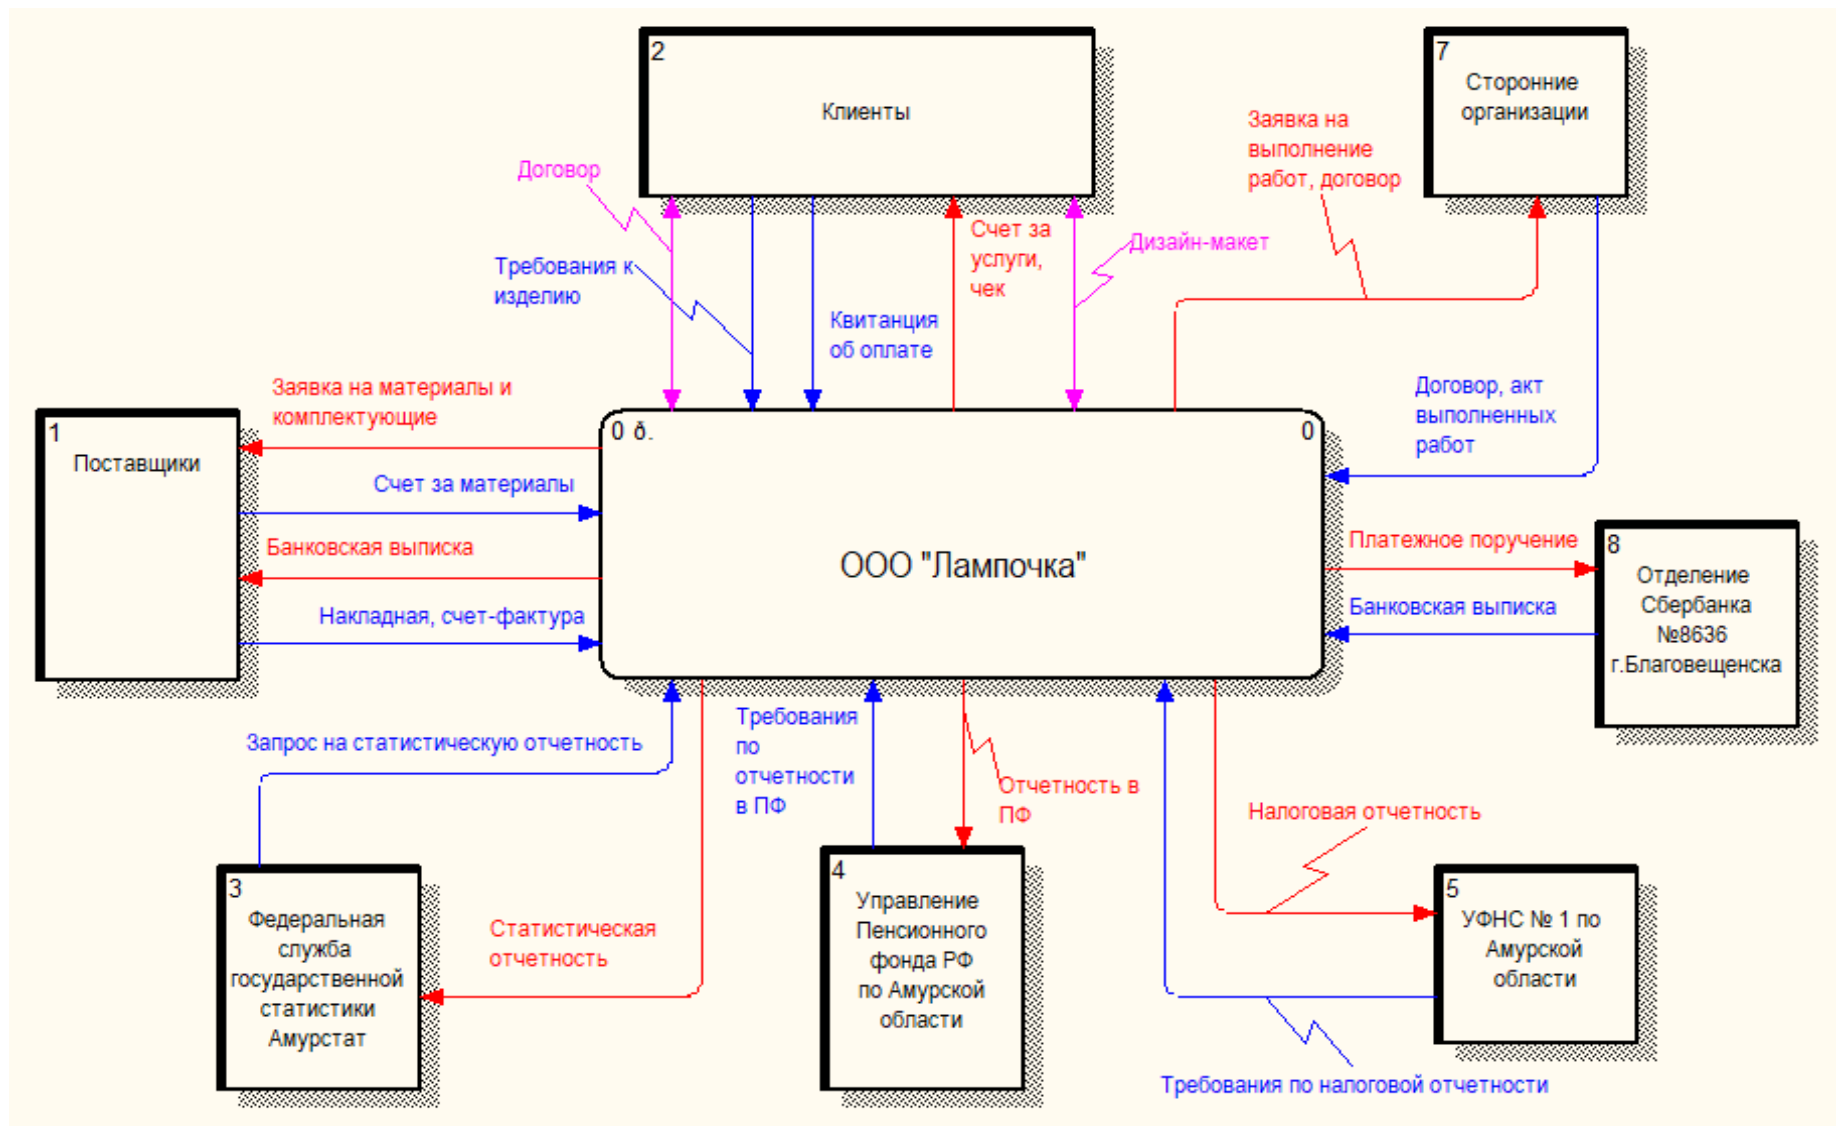 2
Клиенты
7
Сторонние
организации
Заявка на
выполнение
работ, договор
Договор
Требования к
изделию
Квитанция
об оплате
Счет за
услуги,
чек
Дизайн-макет
Договор, акт
выполненных
работ
Заявка на материалы и
комплектующие
1
Поставщики
Счет за материалы
Банковская выписка
Накладная, счет-фактура
0 ð.
0
ООО "Лампочка"
Платежное поручение
Банковская выписка
8
Отделение
Сбербанка
№8636
г.Благовещенска
Запрос на статистическую отчетность
Требования
по
отчетности
в ПФ
Отчетность в
ПФ
Налоговая отчетность
3
Федеральная
служба
государственной
статистики
Амурстат
Статистическая
отчетность
4
Управление
Пенсионного
фонда РФ
по Амурской
области
5
УФНС № 1 по
Амурской
области
Требования по налоговой отчетности